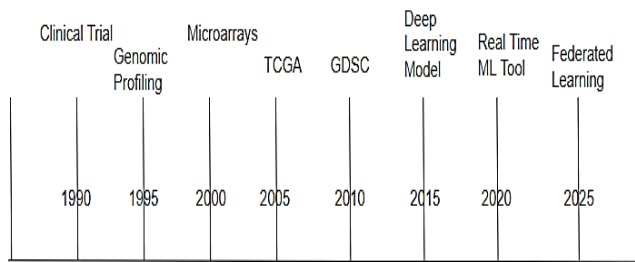 Clinical Trial
Genomic
Profiling
Microarrays
TCGA
GDSC
Deep
Learning
Model
Real Time
ML Tool
Federated
Learning
1990
1995
2000
2005
2010
2015
2020
2025